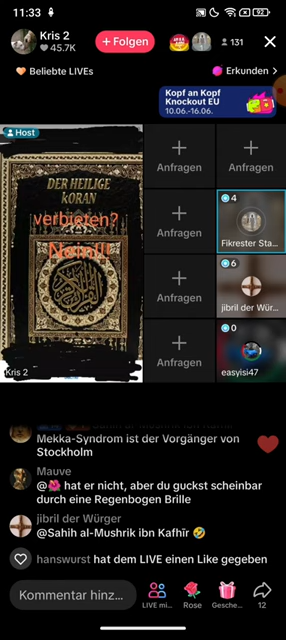 11:33
92
Kris 2
45.7K
+ Folgen
131
Beliebte LIVEs
Erkunden >
Kopf an Kopf
Knockout EU
10.06.-16.06.
Host
DER HEILIGE
KORAN
verbieten?
Nein!!!
Kris 2
Anfragen
Anfragen
Anfragen
4
Fikrester Sta...
Anfragen
6
jibril der Wür...
Anfragen
0
easyisi47
Mekka-Syndrom ist der Vorgänger von
Stockholm
Mauve
@🌺 hat er nicht, aber du guckst scheinbar
durch eine Regenbogen Brille
jibril der Würger
@Sahih al-Mushrik ibn Kafhîr 🤣
hanswurst hat dem LIVE einen Like gegeben
Kommentar hinz...
LIVE mi...
Rose
Gesche...
12